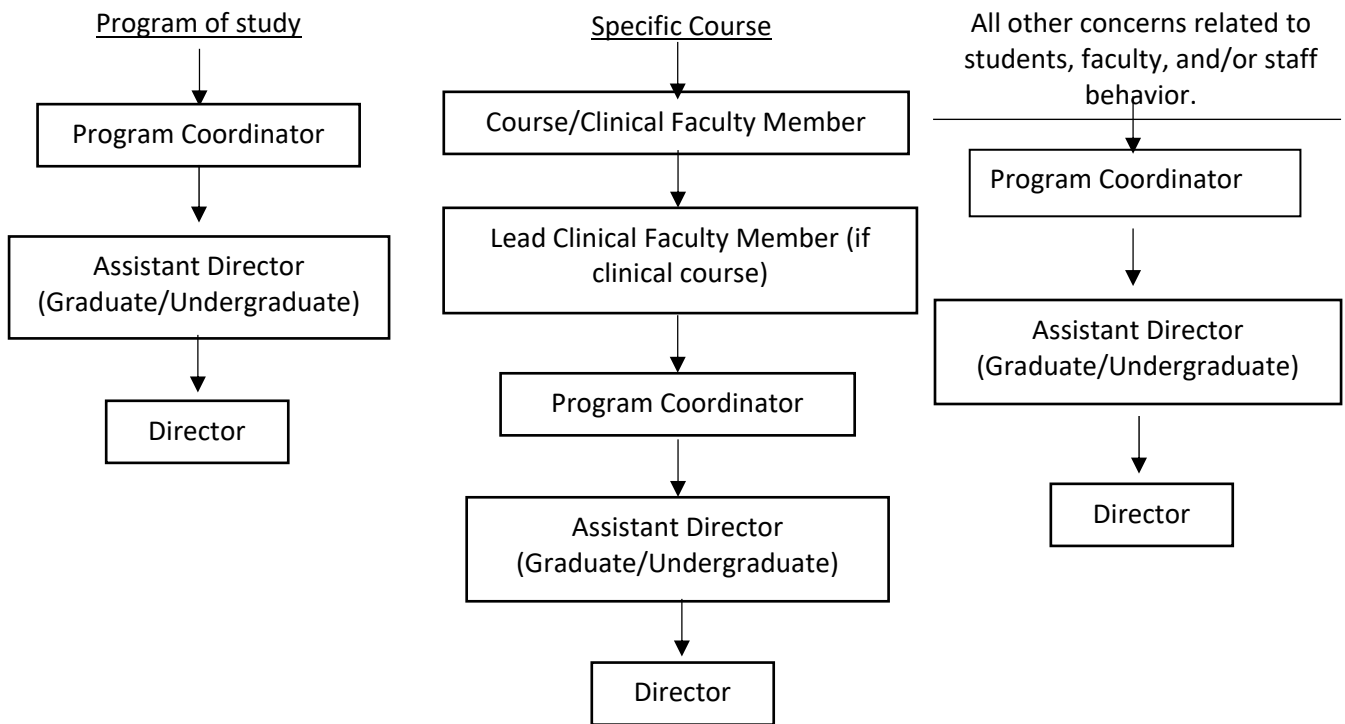 Program of study
Program Coordinator
Assistant Director
(Graduate/Undergraduate)
Director
Specific Course
Course/Clinical Faculty Member
Lead Clinical Faculty Member (if
clinical course)
Program Coordinator
Assistant Director
(Graduate/Undergraduate)
Director
All other concerns related to
students, faculty, and/or staff
behavior.
Program Coordinator
Assistant Director
(Graduate/Undergraduate)
Director